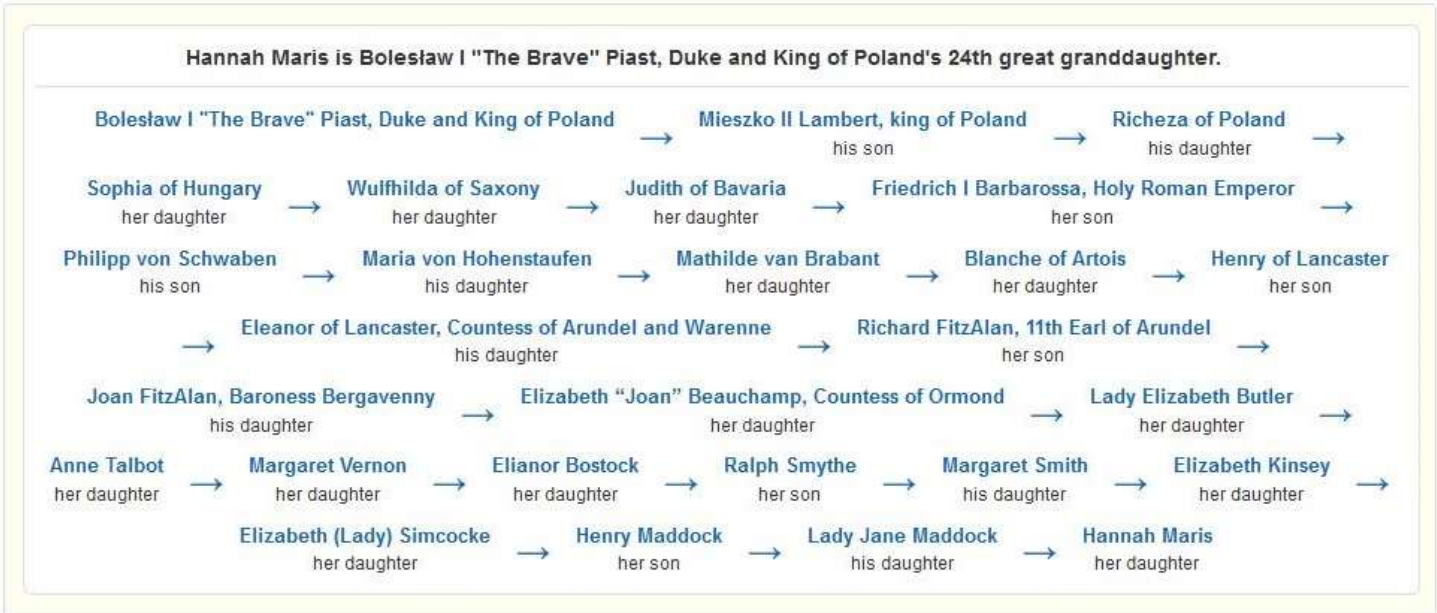 Hannah Maris is Bolesław I "The Brave" Piast, Duke and King of Poland's 24th great granddaughter.
Bolesław I "The Brave" Piast, Duke and King of Poland → Mieszko II Lambert, king of Poland → Richeza of Poland →
his son his daughter
Sophia of Hungary → Wulfhilda of Saxony → Judith of Bavaria → Friedrich I Barbarossa, Holy Roman Emperor →
her daughter her daughter her daughter her son
Philipp von Schwaben → Maria von Hohenstaufen → Mathilde van Brabant → Blanche of Artois → Henry of Lancaster
his son his daughter her daughter her daughter her son
→ Eleanor of Lancaster, Countess of Arundel and Warenne → Richard FitzAlan, 11th Earl of Arundel →
his daughter her son
Joan FitzAlan, Baroness Bergavenny → Elizabeth “Joan” Beauchamp, Countess of Ormond → Lady Elizabeth Butler →
his daughter her daughter her daughter
Anne Talbot → Margaret Vernon → Elianor Bostock → Ralph Smythe → Margaret Smith → Elizabeth Kinsey →
her daughter her daughter her daughter her son his daughter her daughter
Elizabeth (Lady) Simcocke → Henry Maddock → Lady Jane Maddock → Hannah Maris
her daughter her son his daughter her daughter